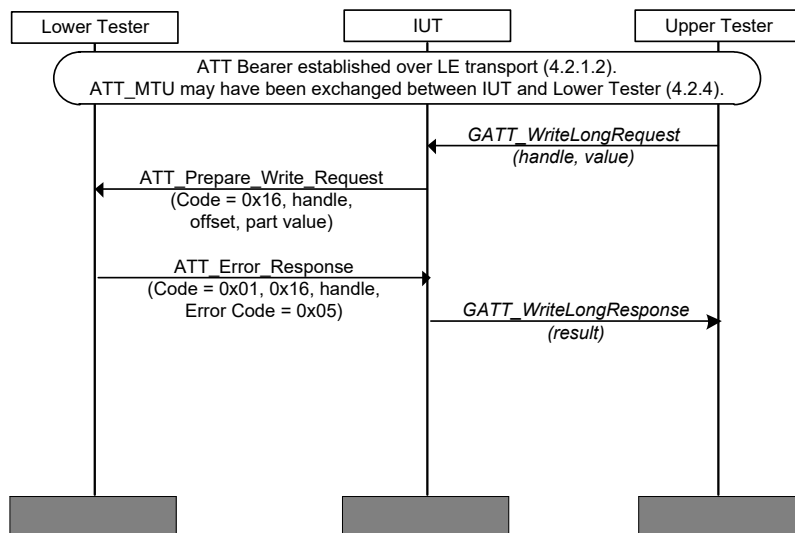 Lower Tester
IUT
Upper Tester
ATT Bearer established over LE transport (4.2.1.2).
ATT_MTU may have been exchanged between IUT and Lower Tester (4.2.4).
GATT_WriteLongRequest
(handle, value)
ATT_Prepare_Write_Request
(Code = 0x16, handle,
offset, part value)
ATT_Error_Response
(Code = 0x01, 0x16, handle,
Error Code = 0x05)
GATT_WriteLongResponse
(result)